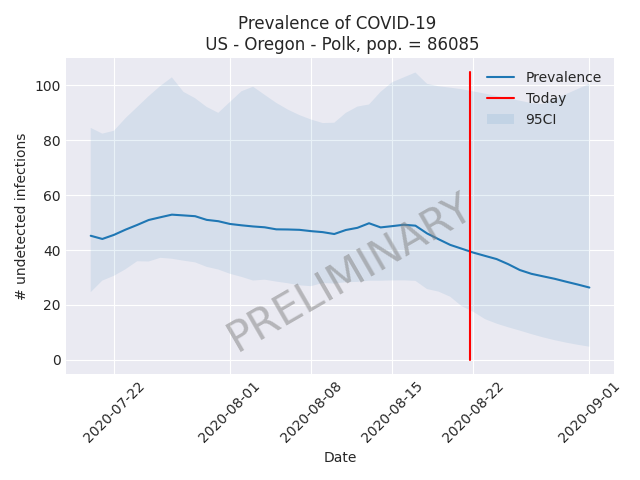 Prevalence of COVID-19
US - Oregon - Polk, pop. = 86085
# undetected infections
100
80
60
40
20
0
Prevalence
Today
95CI
PRELIMINARY
2020-07-22
2020-08-01
2020-08-08
2020-08-15
2020-08-22
2020-09-01
Date